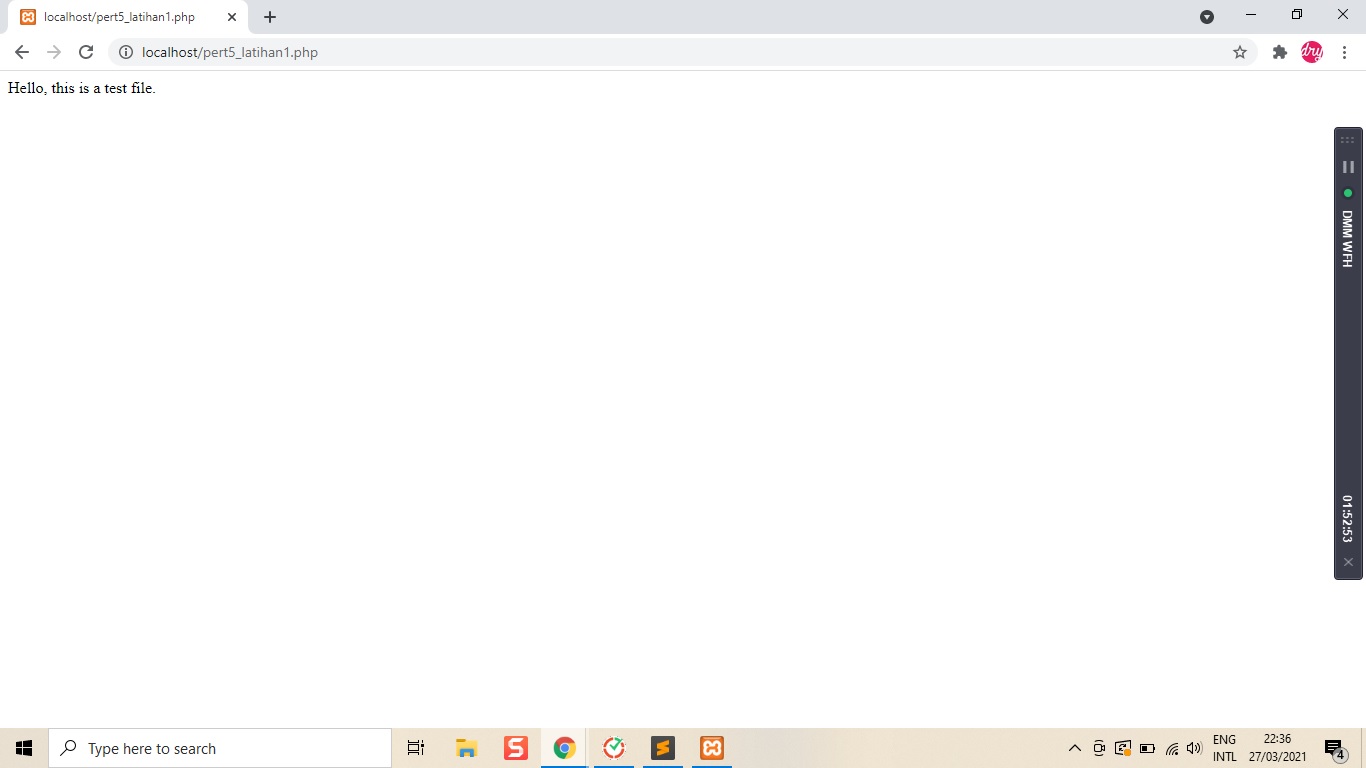 localhost/pert5_latihan1.php
localhost/pert5_latihan1.php
dry
Hello, this is a test file.
DMM WFH
01:52:53
Type here to search
S
ENG
INTL
22:36
27/03/2021
4